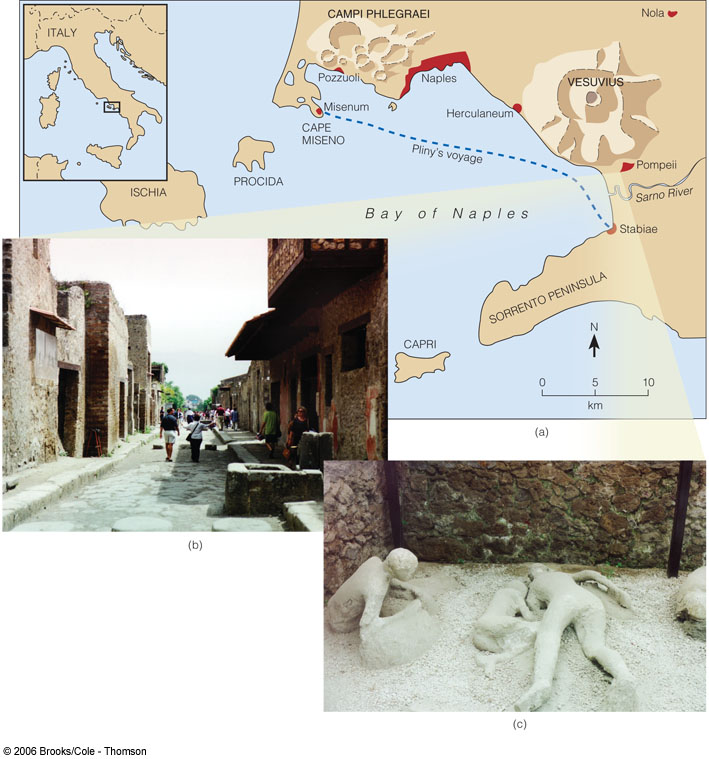 ITALY
CAMPI PHLEGRAEI
Nola
Pozzuoli
Naples
VESUVIUS
Misenum
Herculaneum
CAPE
MISENO
Pliny's voyage
Pompeii
PROCIDA
ISCHIA
Sarno River
Bay of Naples
Stabiae
SORRENTO PENINSULA
N
CAPRI
0 5 10
km
(a)
(b)
(c)
© 2006 Brooks/Cole - Thomson